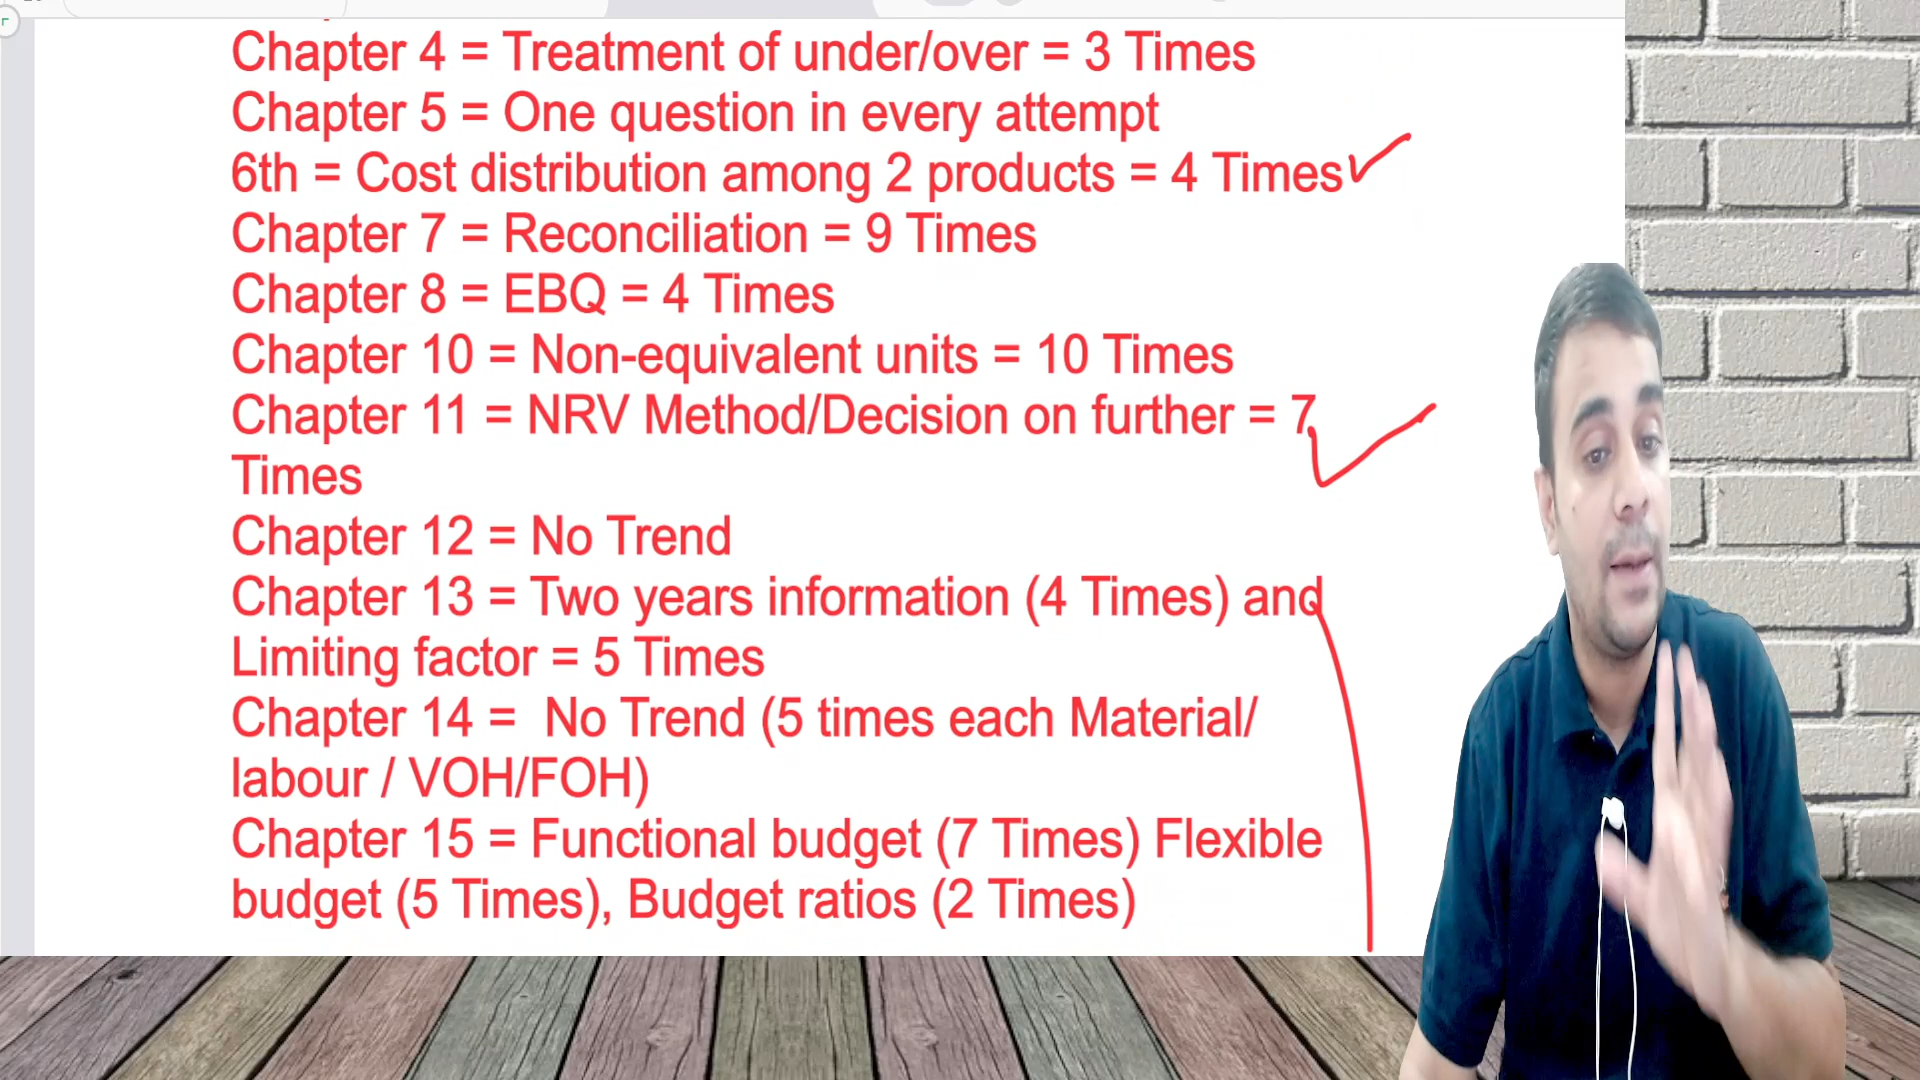 Chapter 4 = Treatment of under/over = 3 Times
Chapter 5 = One question in every attempt
6th = Cost distribution among 2 products = 4 Times
Chapter 7 = Reconciliation = 9 Times
Chapter 8 = EBQ = 4 Times
Chapter 10 = Non-equivalent units = 10 Times
Chapter 11 = NRV Method/Decision on further = 7
Times
Chapter 12 = No Trend
Chapter 13 = Two years information (4 Times) and
Limiting factor = 5 Times
Chapter 14 =  No Trend (5 times each Material/
labour / VOH/FOH)
Chapter 15 = Functional budget (7 Times) Flexible
budget (5 Times), Budget ratios (2 Times)